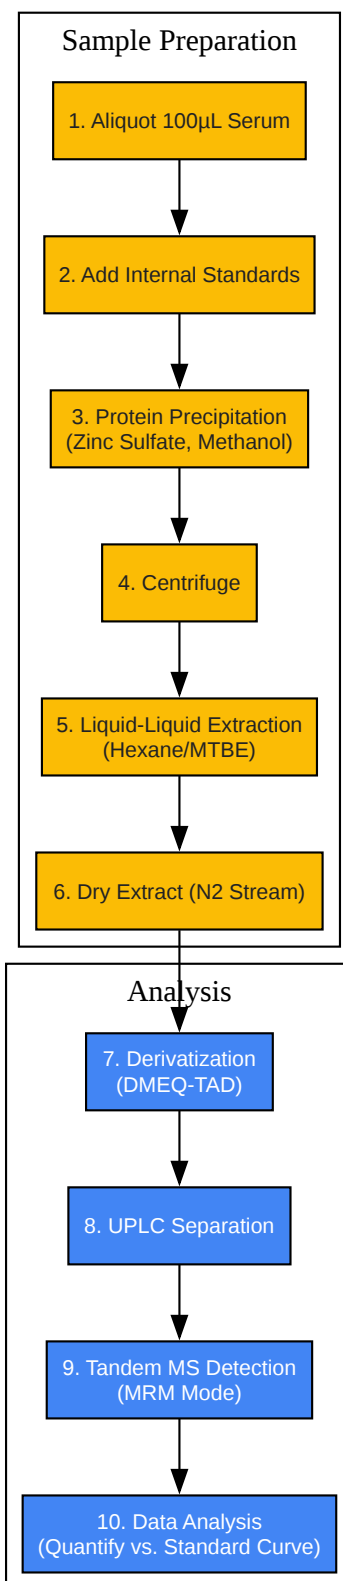 Sample Preparation
1. Aliquot 100µL Serum
2. Add Internal Standards
3. Protein Precipitation
(Zinc Sulfate, Methanol)
4. Centrifuge
5. Liquid-Liquid Extraction
(Hexane/MTBE)
6. Dry Extract (N2 Stream)
Analysis
7. Derivatization
(DMEQ-TAD)
8. UPLC Separation
9. Tandem MS Detection
(MRM Mode)
10. Data Analysis
(Quantify vs. Standard Curve)